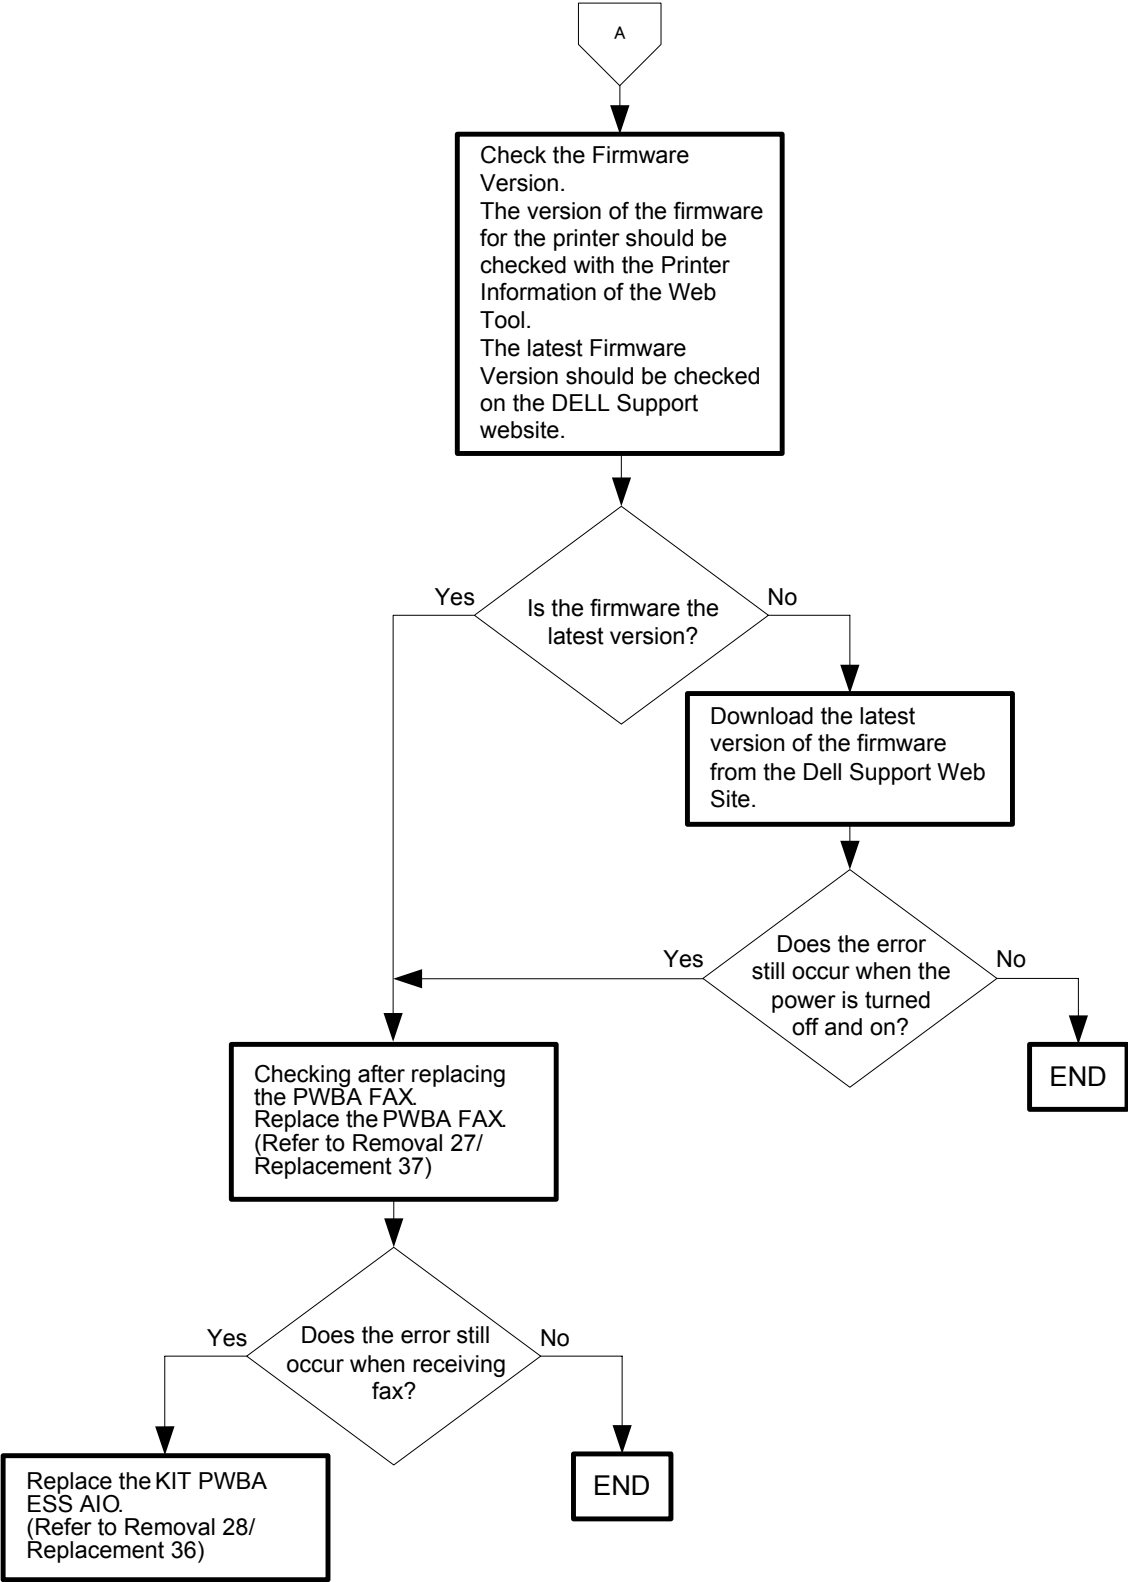 A
Check the Firmware
Version.
The version of the firmware
for the printer should be
checked with the Printer
Information of the Web
Tool.
The latest Firmware
Version should be checked
on the DELL Support
website.
Yes
No
Is the firmware the
latest version?
Download the latest
version of the firmware
from the Dell Support Web
Site.
Yes
No
Does the error
still occur when the
power is turned
off and on?
END
Checking after replacing
the PWBA FAX.
Replace the PWBA FAX.
(Refer to Removal 27/
Replacement 37)
Yes
No
Does the error still
occur when receiving
fax?
END
Replace the KIT PWBA
ESS AIO.
(Refer to Removal 28/
Replacement 36)